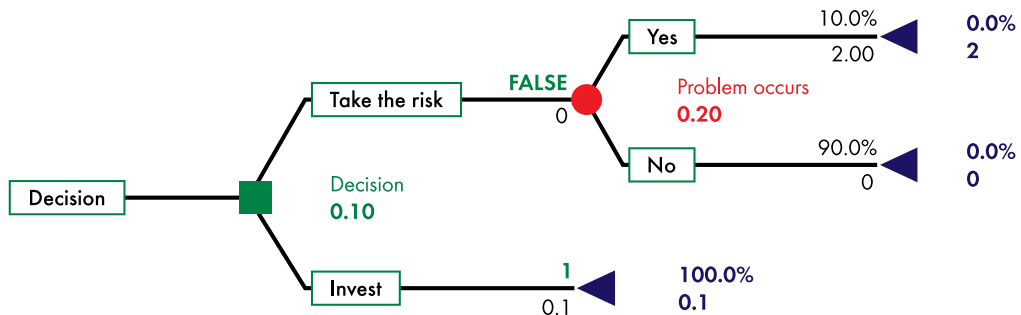 Decision
Take the risk
FALSE
0
Yes
10.0%
2.00
0.0%
2
Problem occurs
0.20
No
90.0%
0
0.0%
0
Decision
0.10
Invest
1
0.1
100.0%
0.1